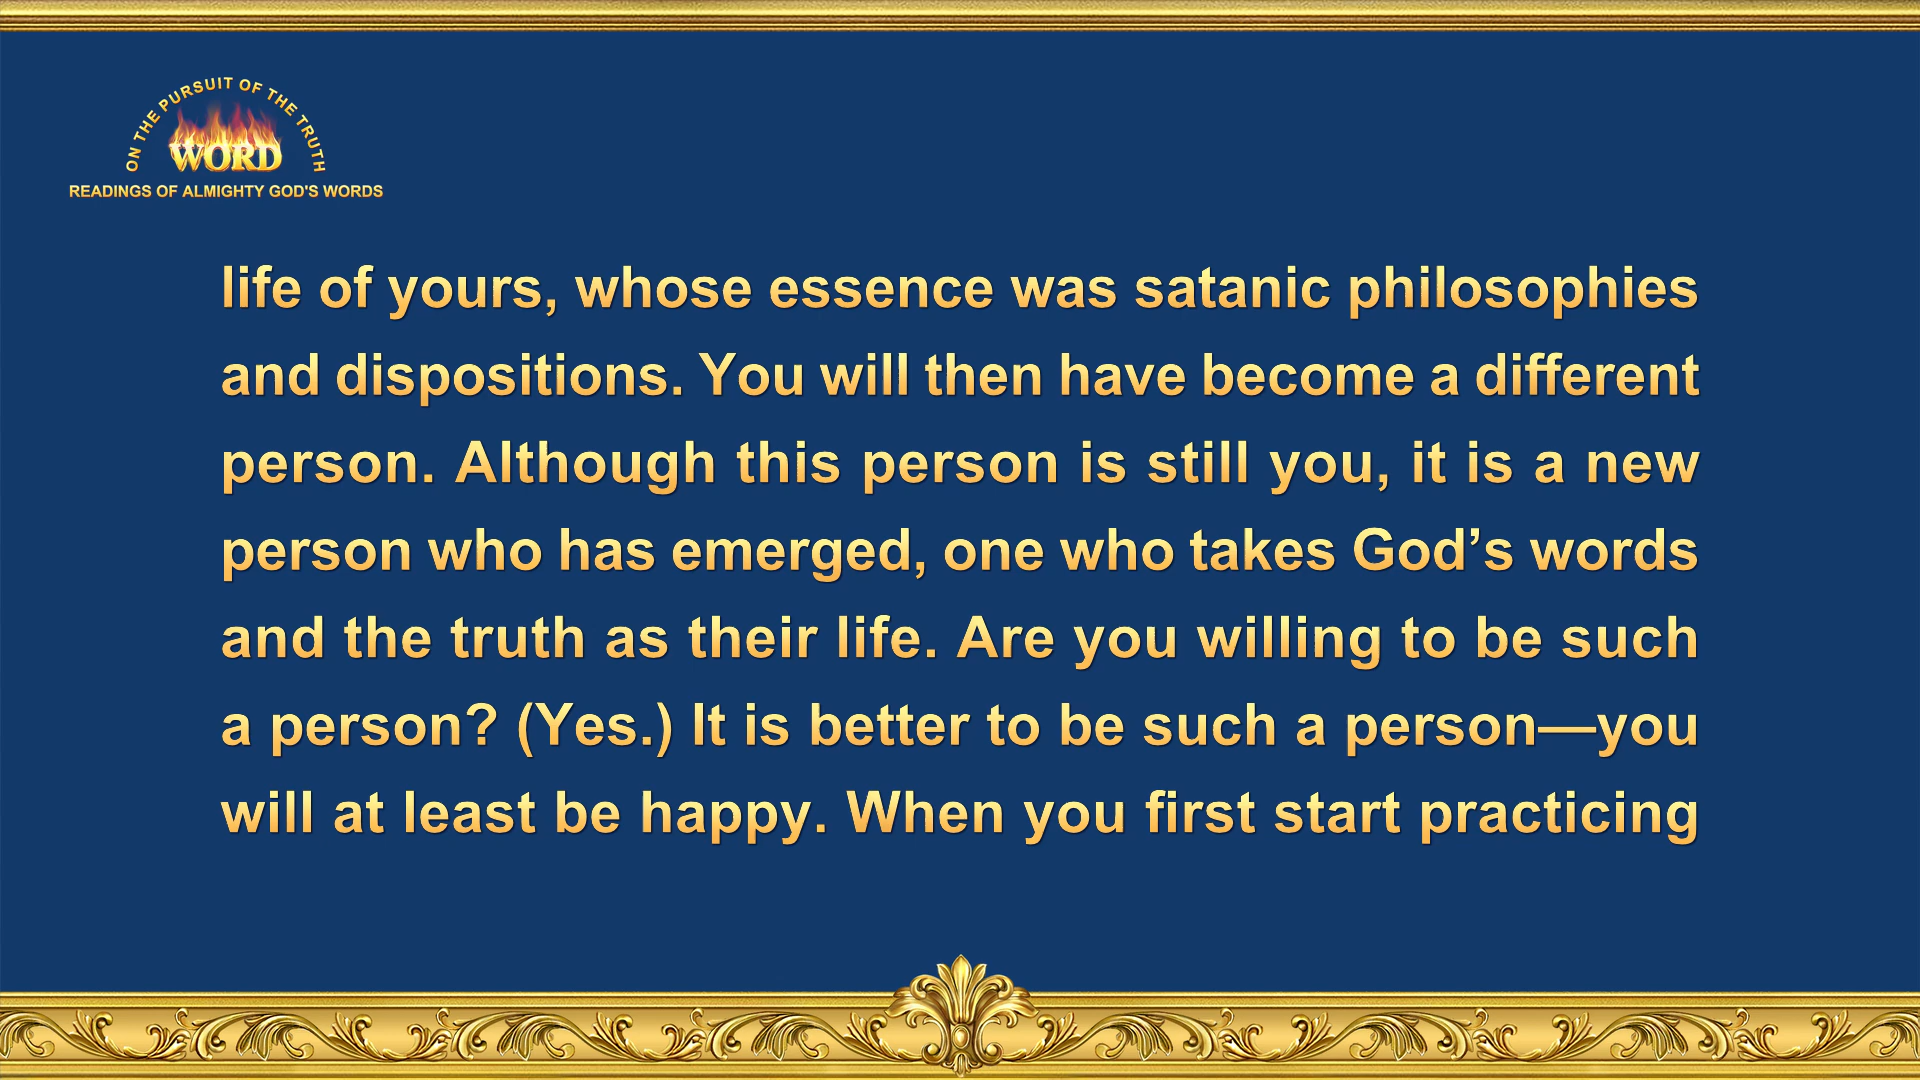 ON THE PURSUIT OF THE TRUTH
WORD
READINGS OF ALMIGHTY GOD'S WORDS
life of yours, whose essence was satanic philosophies
and dispositions. You will then have become a different
person. Although this person is still you, it is a new
person who has emerged, one who takes God’s words
and the truth as their life. Are you willing to be such
a person? (Yes.) It is better to be such a person—you
will at least be happy. When you first start practicing